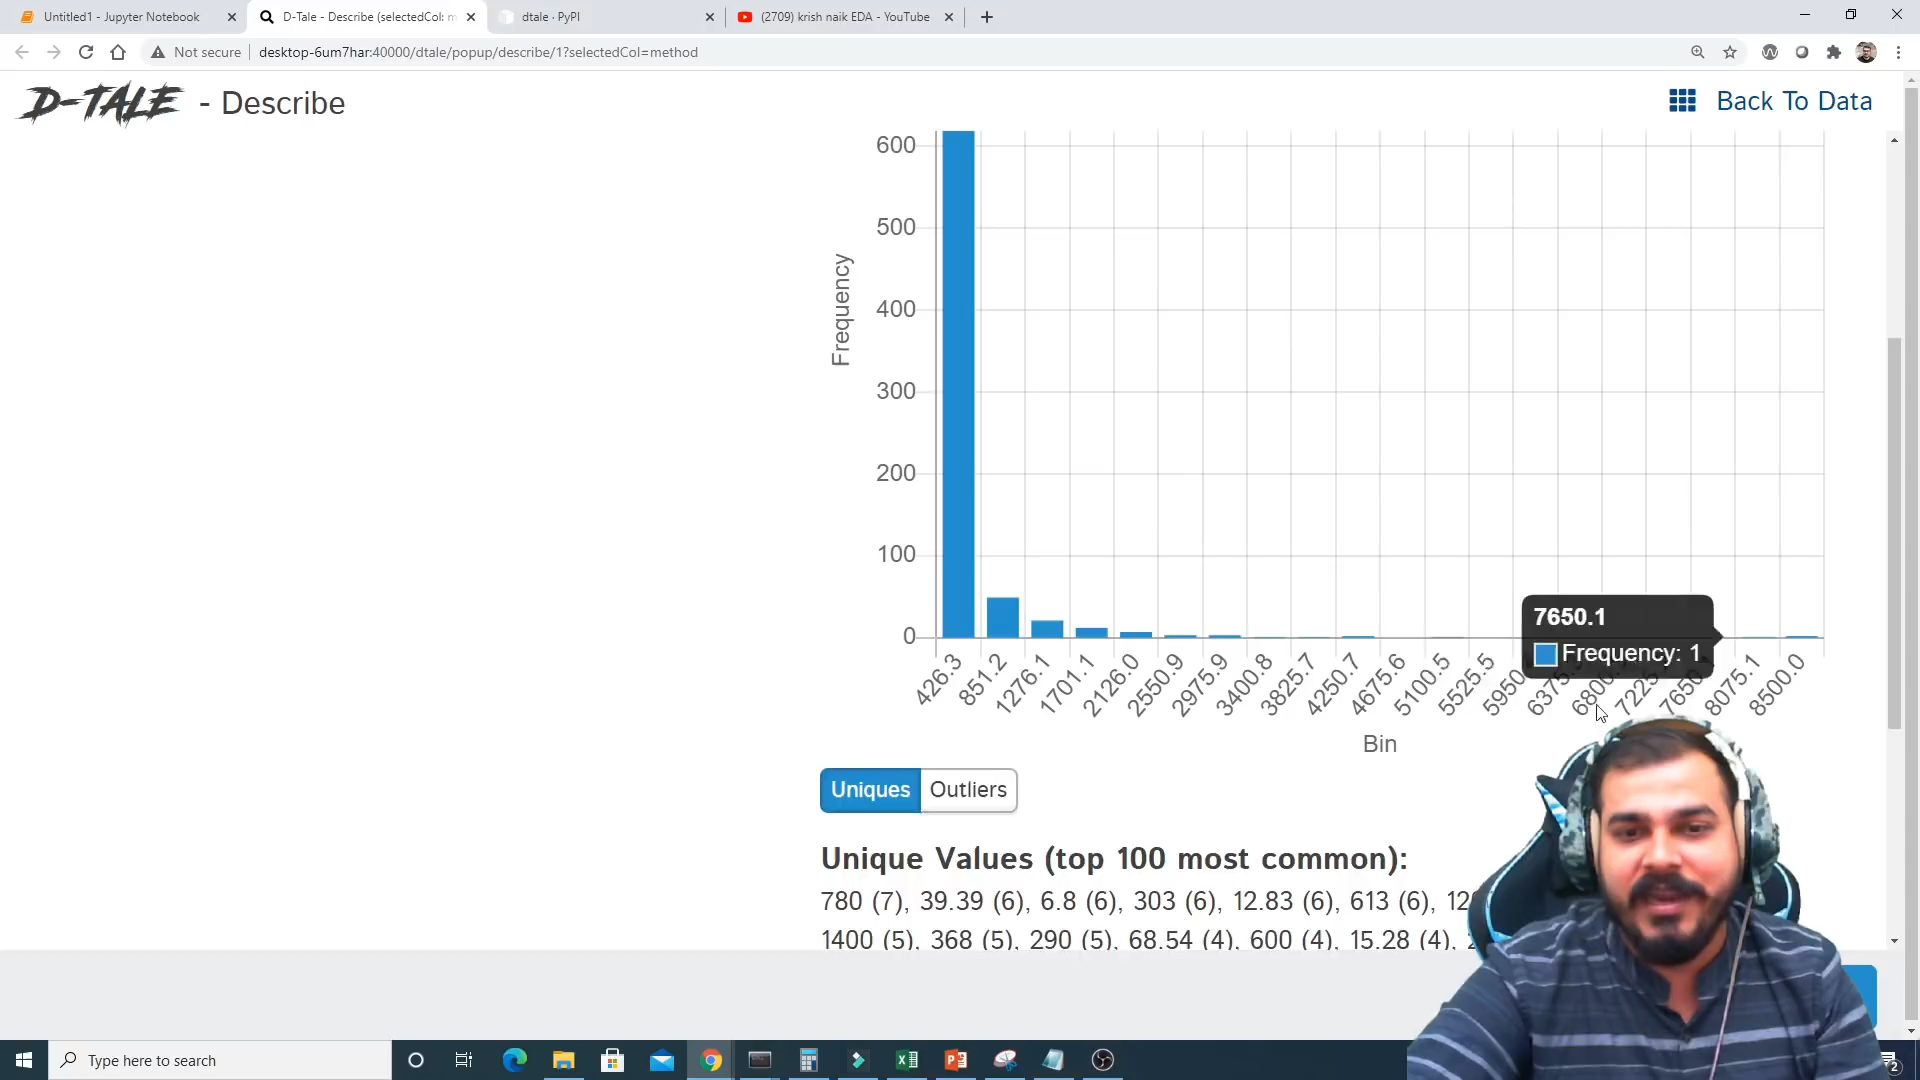 Untitled1 - Jupyter Notebook
D-Tale - Describe (selectedCol: m
dtale · PyPI
(2709) krish naik EDA - YouTube
Not secure
desktop-6um7har:40000/dtale/popup/describe/1?selectedCol=method
D-TALE - Describe
Back To Data
600
500
400
300
200
100
0
Frequency
426.3
851.2
1276.1
1701.1
2126.0
2550.9
2975.9
3400.8
3825.7
4250.7
4675.6
5100.5
5525.5
8075.1
8500.0
7650.1
Frequency: 1
Bin
Uniques
Outliers
Unique Values (top 100 most common):
780 (7), 39.39 (6), 6.8 (6), 303 (6), 12.83 (6), 613 (6),
1400 (5), 368 (5), 290 (5), 68.54 (4), 600 (4), 15.28 (4),
Type here to search
2